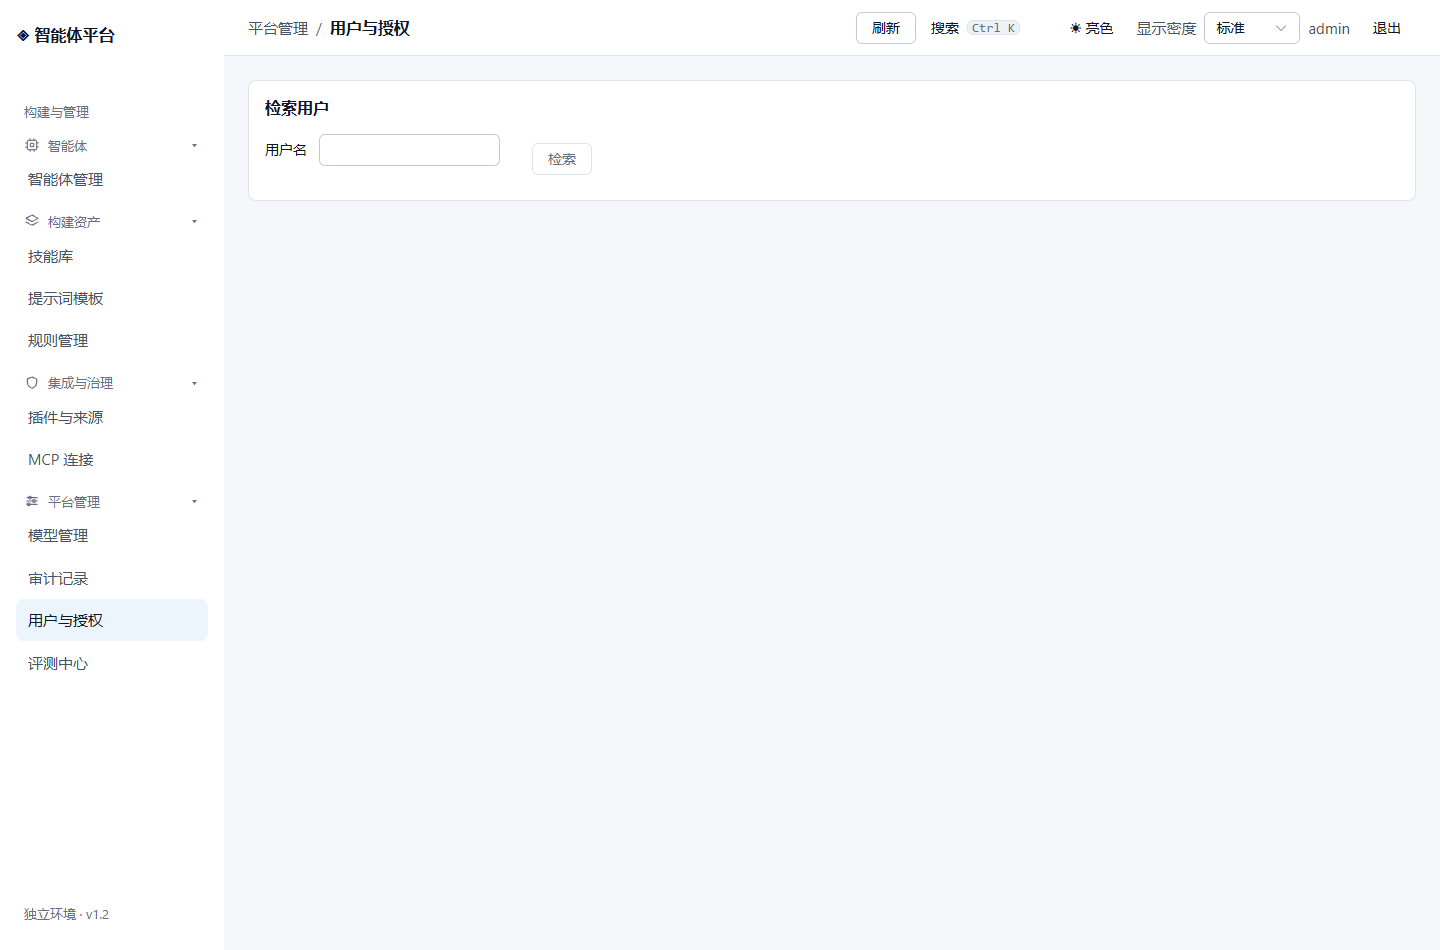 ◈ 智能体平台
平台管理 / 用户与授权
刷新 搜索 Ctrl K ☀ 亮色 显示密度 标准 admin 退出
构建与管理
智能体
智能体管理
构建资产
技能库
提示词模板
规则管理
集成与治理
插件与来源
MCP 连接
平台管理
模型管理
审计记录
用户与授权
评测中心
独立环境 · v1.2
检索用户
用户名
检索